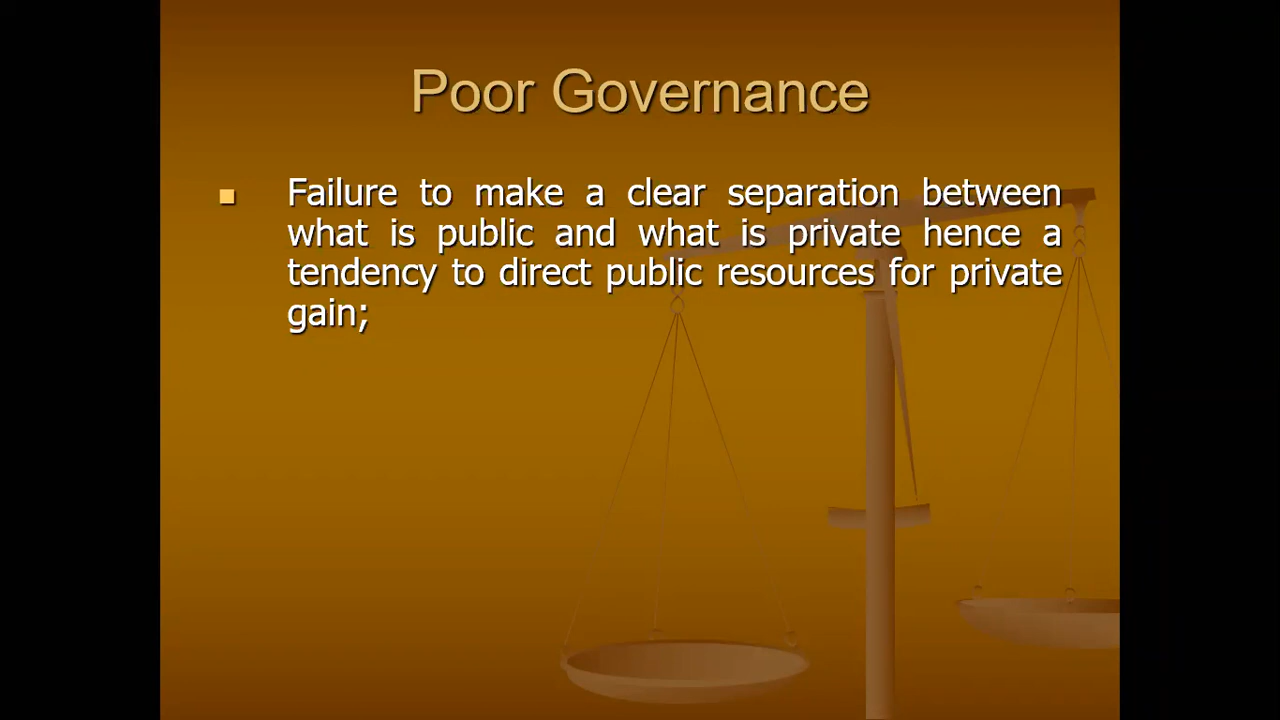 Poor Governance
Failure to make a clear separation between
what is public and what is private hence a
tendency to direct public resources for private
gain;